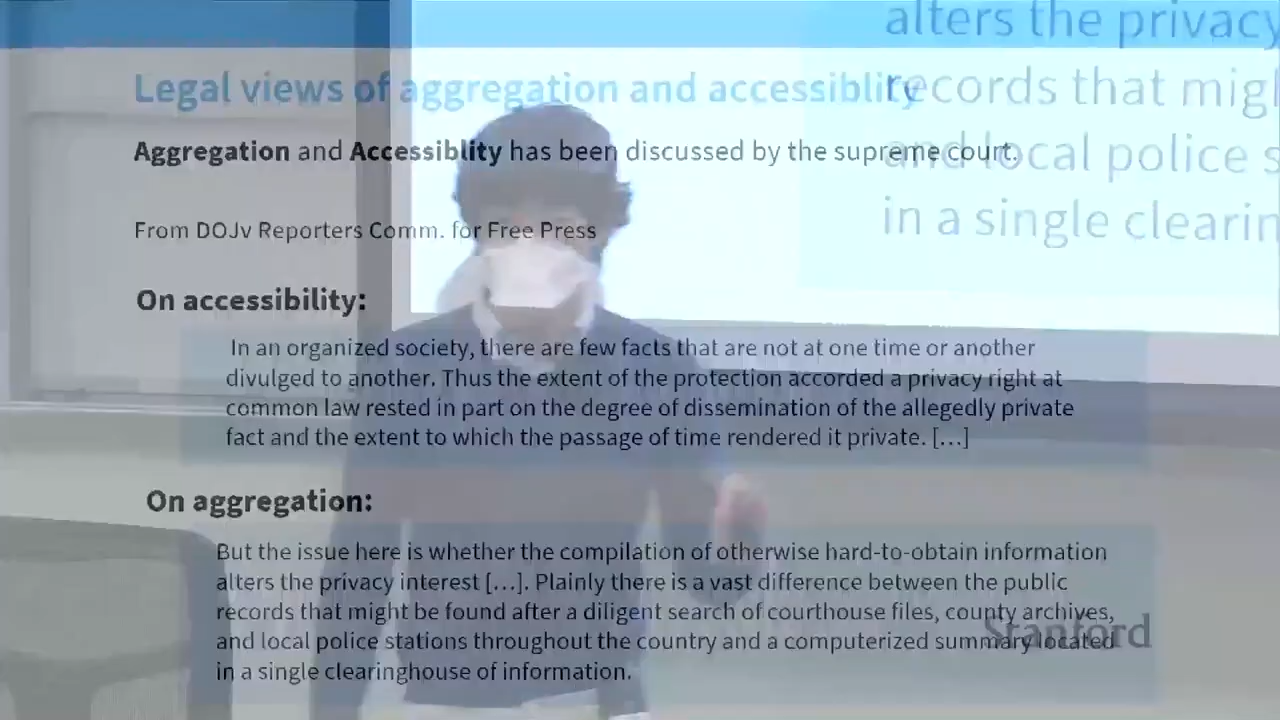 alters the privacy
Legal views of aggregation and accessiblity
records that migh
Aggregation and Accessiblity has been discussed by the supreme court.
and local police s
in a single clearin
From DOJv Reporters Comm. for Free Press
On accessibility:
In an organized society, there are few facts that are not at one time or another
divulged to another. Thus the extent of the protection accorded a privacy right at
common law rested in part on the degree of dissemination of the allegedly private
fact and the extent to which the passage of time rendered it private. […]
On aggregation:
But the issue here is whether the compilation of otherwise hard-to-obtain information
alters the privacy interest […]. Plainly there is a vast difference between the public
records that might be found after a diligent search of courthouse files, county archives,
and local police stations throughout the country and a computerized summary located
in a single clearinghouse of information.
Stanford